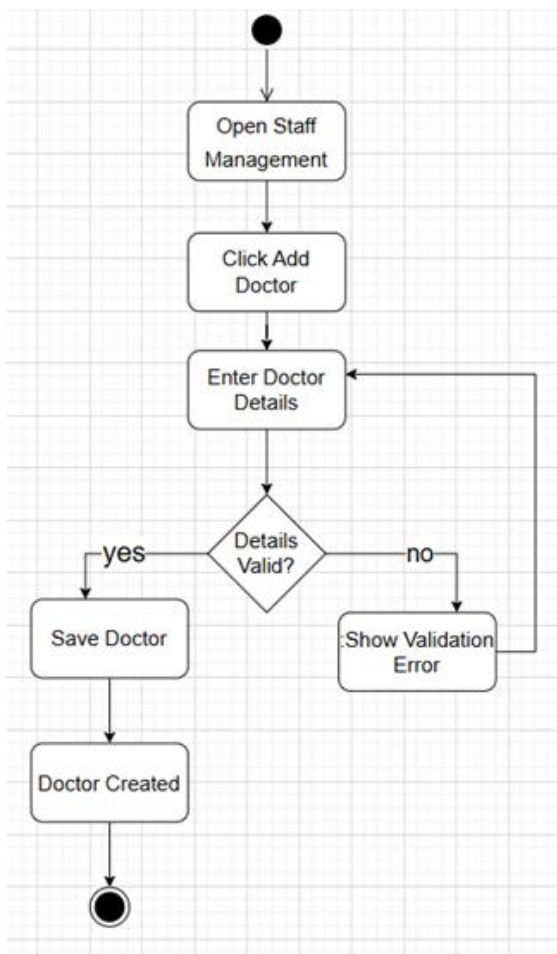 Open Staff
Management
Click Add
Doctor
Enter Doctor
Details
Details
Valid?
yes
no
Save Doctor
:Show Validation
Error
Doctor Created